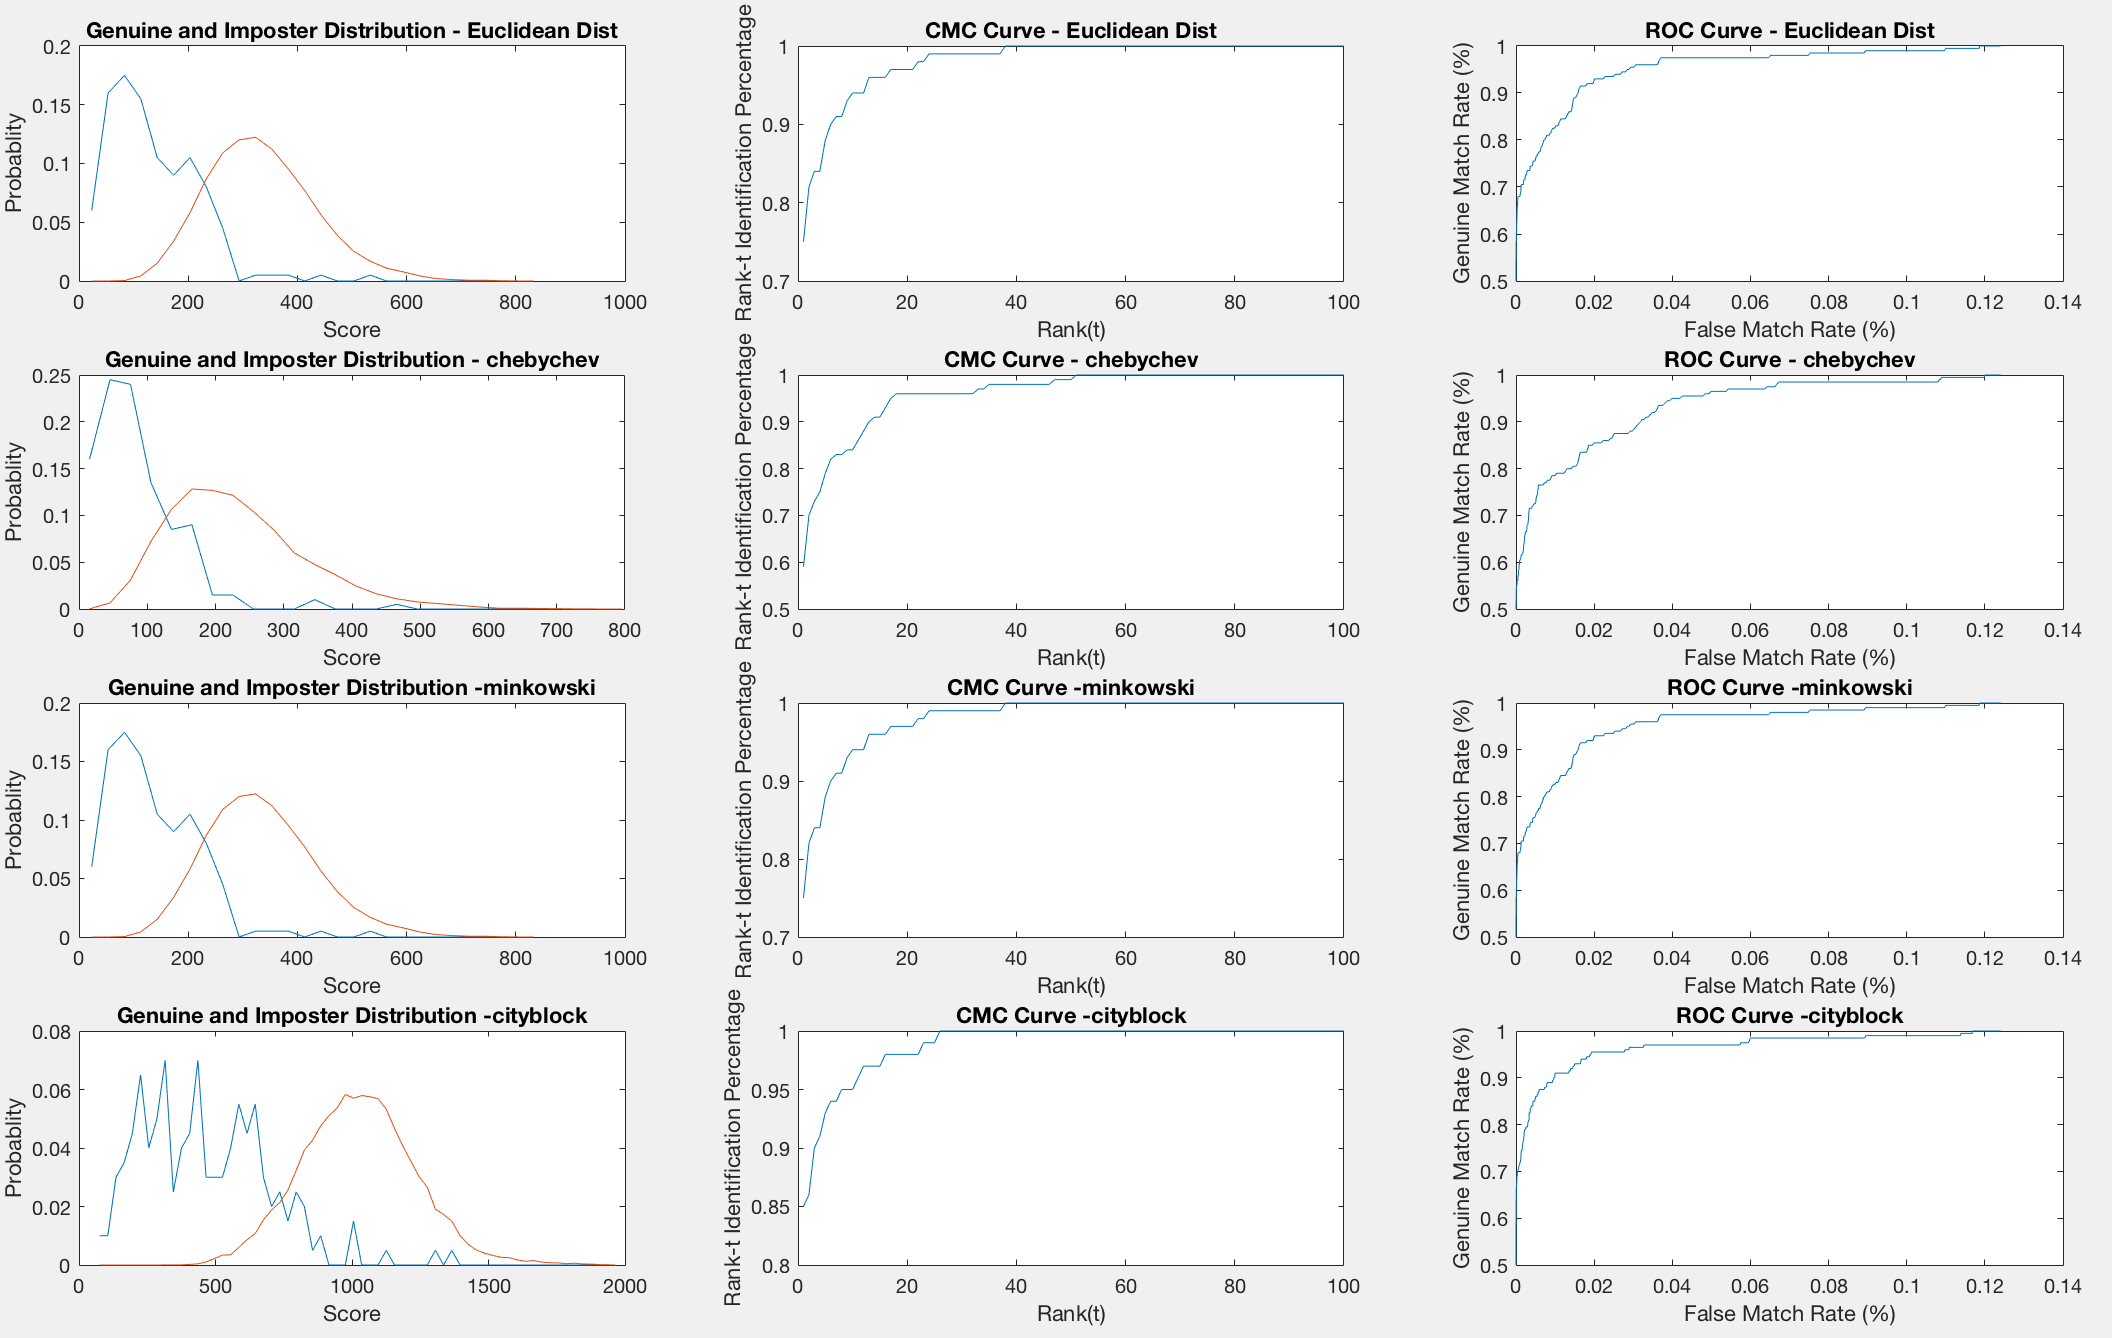 Genuine and Imposter Distribution - Euclidean Dist
0.2
0.15
0.1
0.05
0
Probablity
0 200 400 600 800 1000
Score
CMC Curve - Euclidean Dist
1
0.9
0.8
0.7
Rank-t Identification Percentage
0 20 40 60 80 100
Rank(t)
ROC Curve - Euclidean Dist
1
0.9
0.8
0.7
0.6
0.5
Genuine Match Rate (%)
0 0.02 0.04 0.06 0.08 0.1 0.12 0.14
False Match Rate (%)
Genuine and Imposter Distribution - chebychev
0.25
0.2
0.15
0.1
0.05
0
Probablity
0 100 200 300 400 500 600 700 800
Score
CMC Curve - chebychev
1
0.9
0.8
0.7
0.6
0.5
Rank-t Identification Percentage
0 20 40 60 80 100
Rank(t)
ROC Curve - chebychev
1
0.9
0.8
0.7
0.6
0.5
Genuine Match Rate (%)
0 0.02 0.04 0.06 0.08 0.1 0.12 0.14
False Match Rate (%)
Genuine and Imposter Distribution -minkowski
0.2
0.15
0.1
0.05
0
Probablity
0 200 400 600 800 1000
Score
CMC Curve -minkowski
1
0.9
0.8
0.7
Rank-t Identification Percentage
0 20 40 60 80 100
Rank(t)
ROC Curve -minkowski
1
0.9
0.8
0.7
0.6
0.5
Genuine Match Rate (%)
0 0.02 0.04 0.06 0.08 0.1 0.12 0.14
False Match Rate (%)
Genuine and Imposter Distribution -cityblock
0.08
0.06
0.04
0.02
0
Probablity
0 500 1000 1500 2000
Score
CMC Curve -cityblock
1
0.95
0.9
0.85
0.8
Rank-t Identification Percentage
0 20 40 60 80 100
Rank(t)
ROC Curve -cityblock
1
0.9
0.8
0.7
0.6
0.5
Genuine Match Rate (%)
0 0.02 0.04 0.06 0.08 0.1 0.12 0.14
False Match Rate (%)